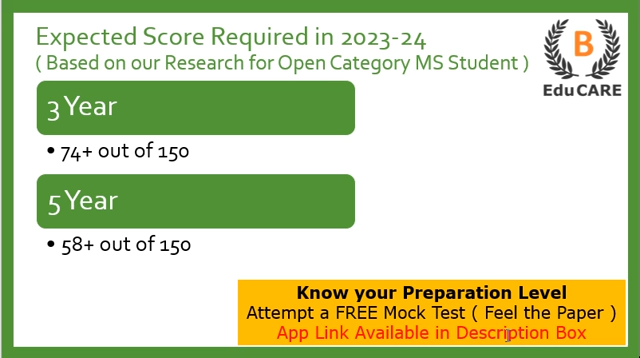 Expected Score Required in 2023-24
( Based on our Research for Open Category MS Student )
B
Edu CARE
3 Year
• 74+ out of 150
5 Year
• 58+ out of 150
Know your Preparation Level
Attempt a FREE Mock Test ( Feel the Paper )
App Link Available in Description Box